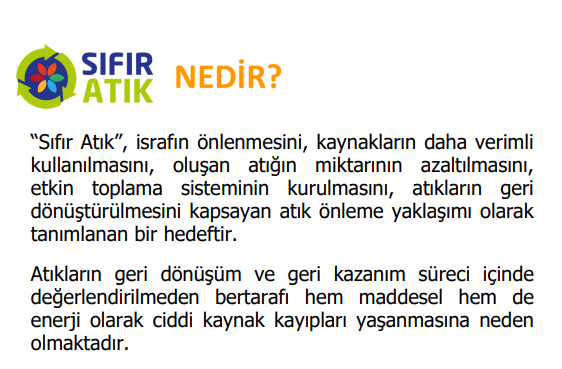 SIFIR
ATIK
NEDİR?
“Sıfır Atık”, israfın önlenmesini, kaynakların daha verimli
kullanılmasını, oluşan atığın miktarının azaltılmasını,
etkin toplama sisteminin kurulmasını, atıkların geri
dönüştürülmesini kapsayan atık önleme yaklaşımı olarak
tanımlanan bir hedeftir.
Atıkların geri dönüşüm ve geri kazanım süreci içinde
değerlendirilmeden bertarafı hem maddesel hem de
enerji olarak ciddi kaynak kayıpları yaşanmasına neden
olmaktadır.